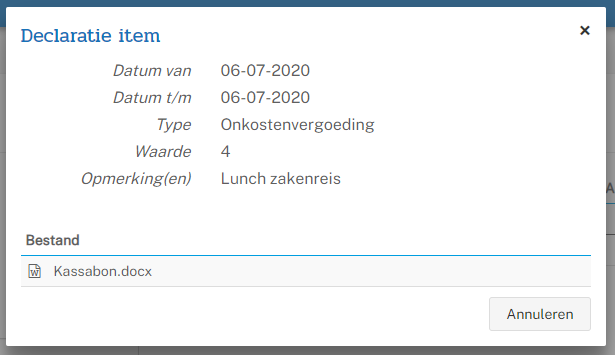 Declaratie item
×
Datum van 06-07-2020
Datum t/m 06-07-2020
Type Onkostenvergoeding
Waarde 4
Opmerking(en) Lunch zakenreis
A
Bestand
W Kassabon.docx
Annuleren